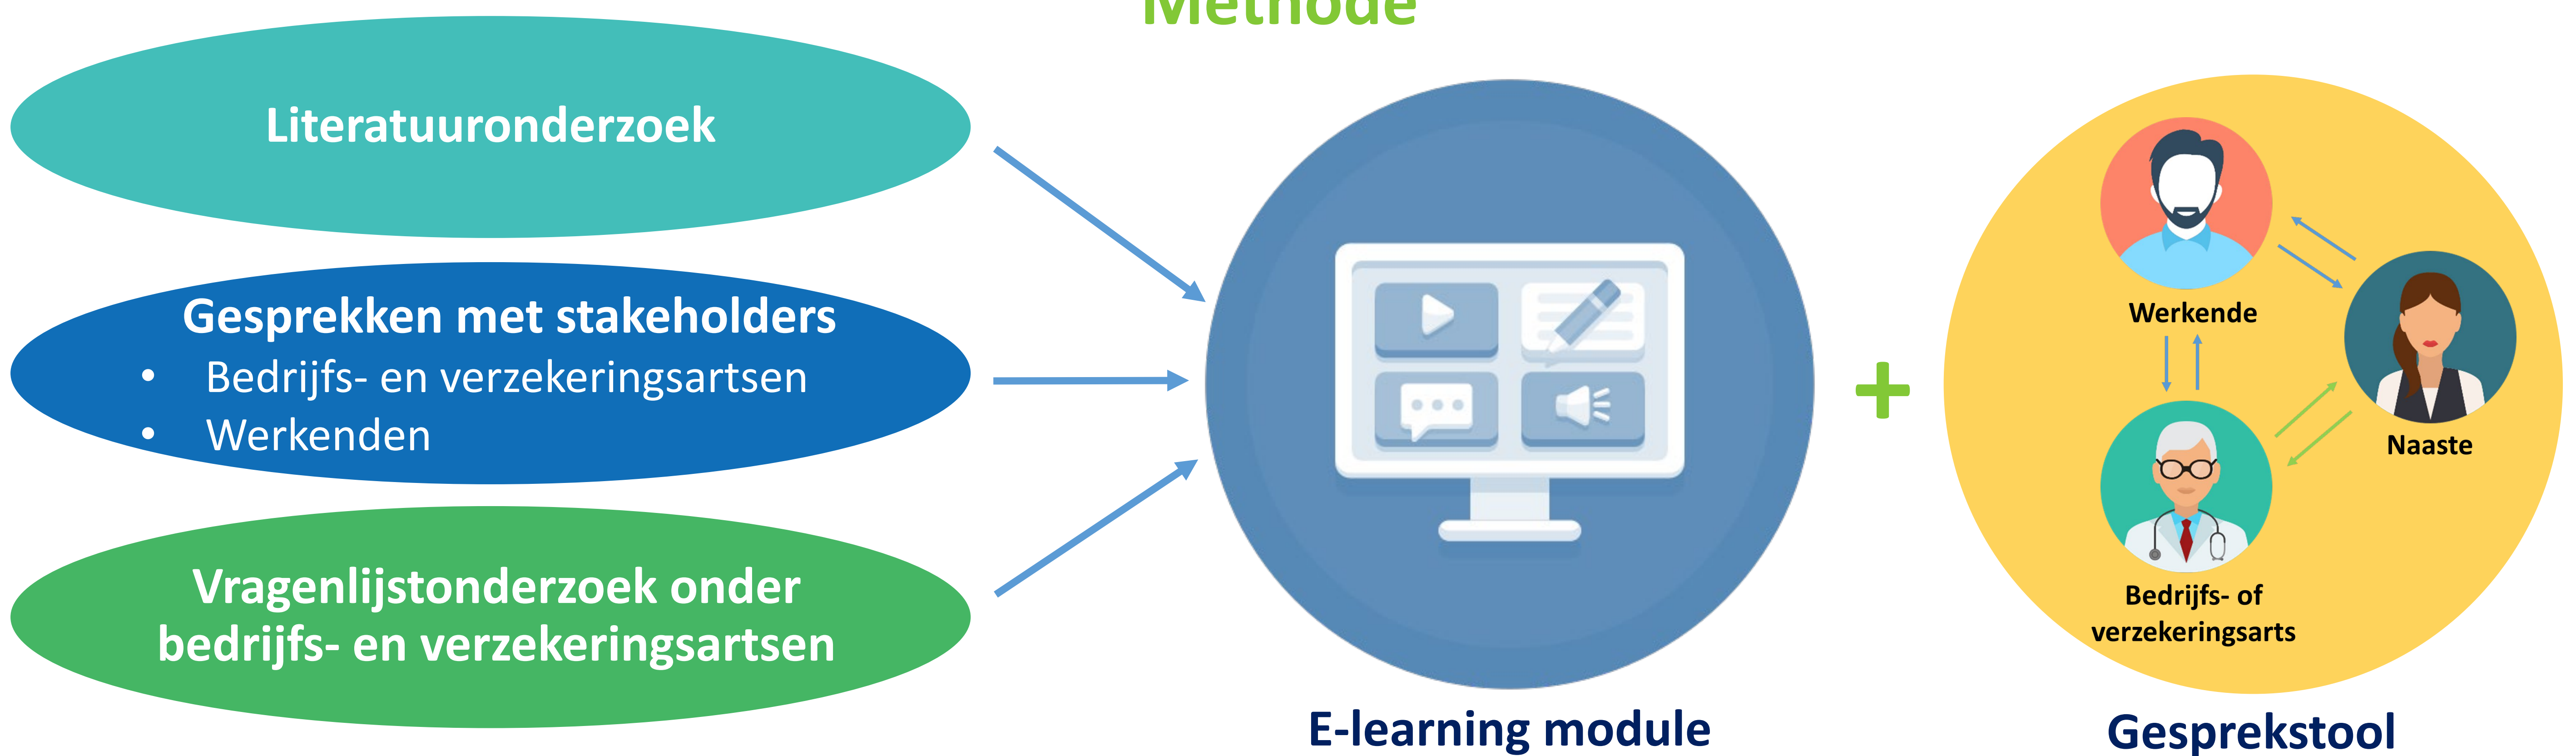 Methode
Literatuuronderzoek
Gesprekken met stakeholders
• Bedrijfs- en verzekeringsartsen
• Werkenden
Vragenlijstonderzoek onder
bedrijfs- en verzekeringsartsen
E-learning module
+
Werkende
Naaste
Bedrijfs- of
verzekeringsarts
Gesprekstool